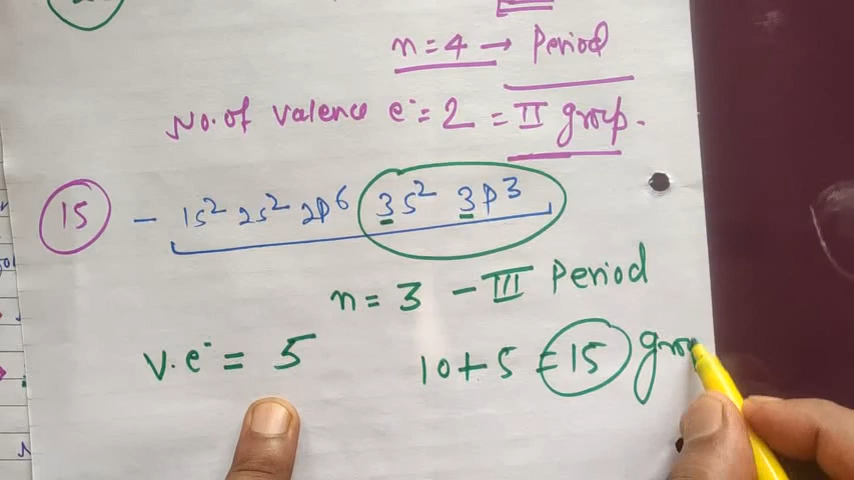 n = 4 → Period
No. of Valence e⁻ = 2 = II group.
15 - 1s² 2s² 2p⁶ 3s² 3p³
n = 3 - III Period
V.e⁻ = 5 10+5 = 15